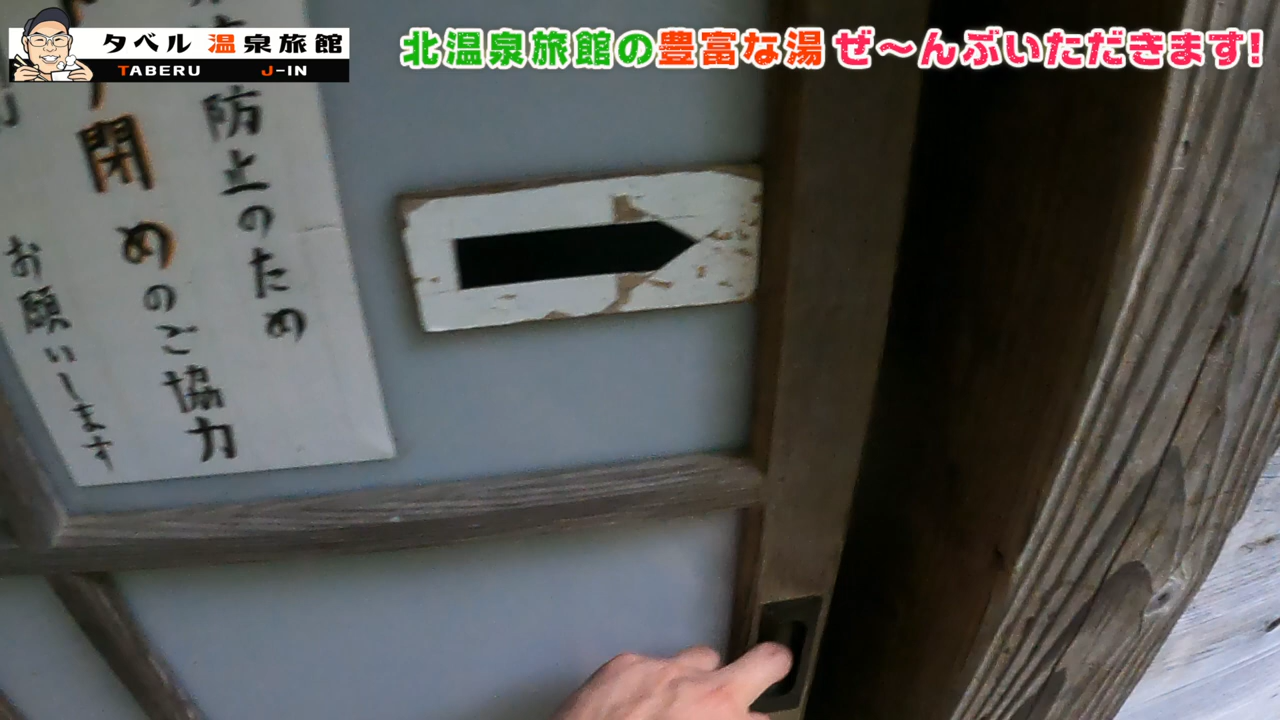 タベル 温泉旅館
TABERU J-IN
北温泉旅館の豊富な湯 ぜ～んぶいただきます!
防止のため
閉めのご協力
お願いします